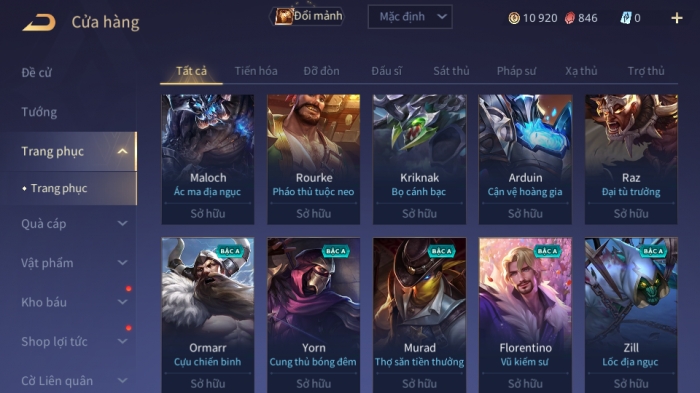 Cửa hàng
Đổi mảnh
Mặc định
10 920
846
0
Đề cử
Tướng
Trang phục
Trang phục
Quà cáp
Vật phẩm
Kho báu
Shop lợi tức
Cờ Liên quân
Tất cả
Tiến hóa
Đỡ đòn
Đấu sĩ
Sát thủ
Pháp sư
Xạ thủ
Trợ thủ
Maloch
Ác ma địa ngục
Sở hữu
Rourke
Pháo thủ tuộc neo
Sở hữu
Kriknak
Bọ cánh bạc
Sở hữu
Arduin
Cận vệ hoàng gia
Sở hữu
Raz
Đại tù trưởng
Sở hữu
BẬC A
Ormarr
Cựu chiến binh
Sở hữu
BẬC A
Yorn
Cung thủ bóng đêm
Sở hữu
BẬC A
Murad
Thợ săn tiền thưởng
Sở hữu
BẬC A
Florentino
Vũ kiếm sư
Sở hữu
BẬC A
Zill
Lốc địa ngục
Sở hữu